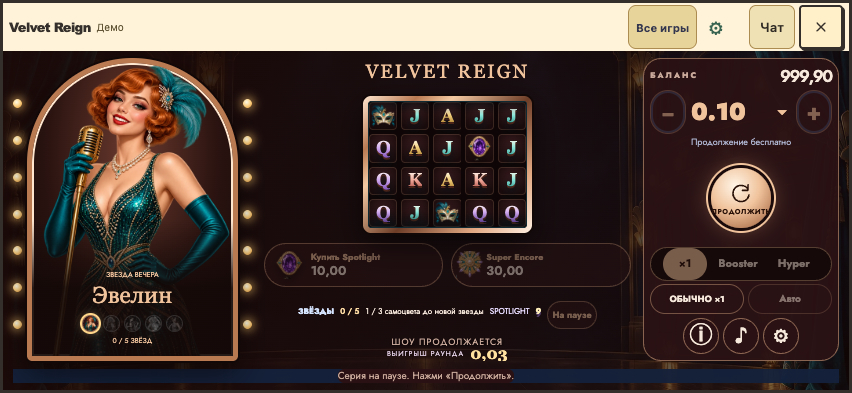 Velvet Reign Демо
Все игры
Чат
VELVET REIGN
J A J J
Q A J J
Q K A K J
Q J Q Q
ЗВЕЗДА ВЕЧЕРА
Эвелин
0 / 5 ЗВЁЗД
Купить Spotlight
10,00
Super Encore
30,00
ЗВЁЗДЫ 0 / 5 1 / 3 самоцвета до новой звезды SPOTLIGHT 9
На паузе
ШОУ ПРОДОЛЖАЕТСЯ
ВЫИГРЫШ РАУНДА 0,03
БАЛАНС 999,90
− 0.10 +
Продолжение бесплатно
ПРОДОЛЖИТЬ
×1 Booster Hyper
ОБЫЧНО ×1 Авто
Серия на паузе. Нажми «Продолжить».